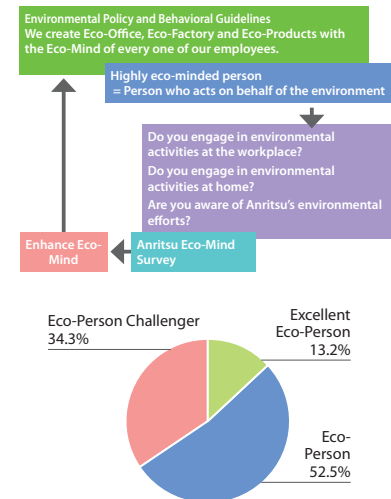 Environmental Policy and Behavioral Guidelines
We create Eco-Office, Eco-Factory and Eco-Products with
the Eco-Mind of every one of our employees.
Highly eco-minded person
= Person who acts on behalf of the environment
Do you engage in environmental
activities at the workplace?
Do you engage in environmental
activities at home?
Are you aware of Anritsu's environmental
efforts?
Enhance Eco-
Mind
Anritsu Eco-Mind
Survey
Eco-Person Challenger
34.3%
Excellent
Eco-Person
13.2%
Eco-
Person
52.5%